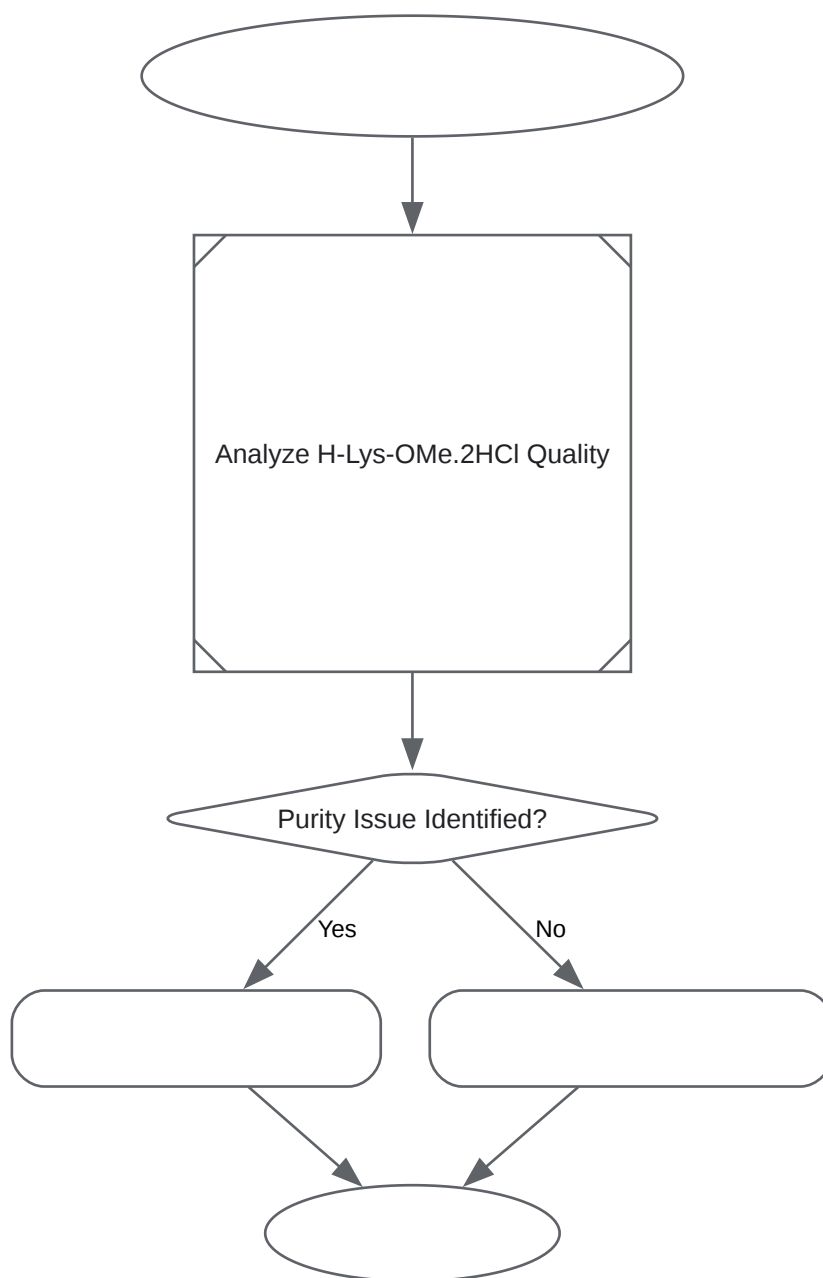 Analyze H-Lys-OMe.2HCl Quality
Purity Issue Identified?
Yes
No